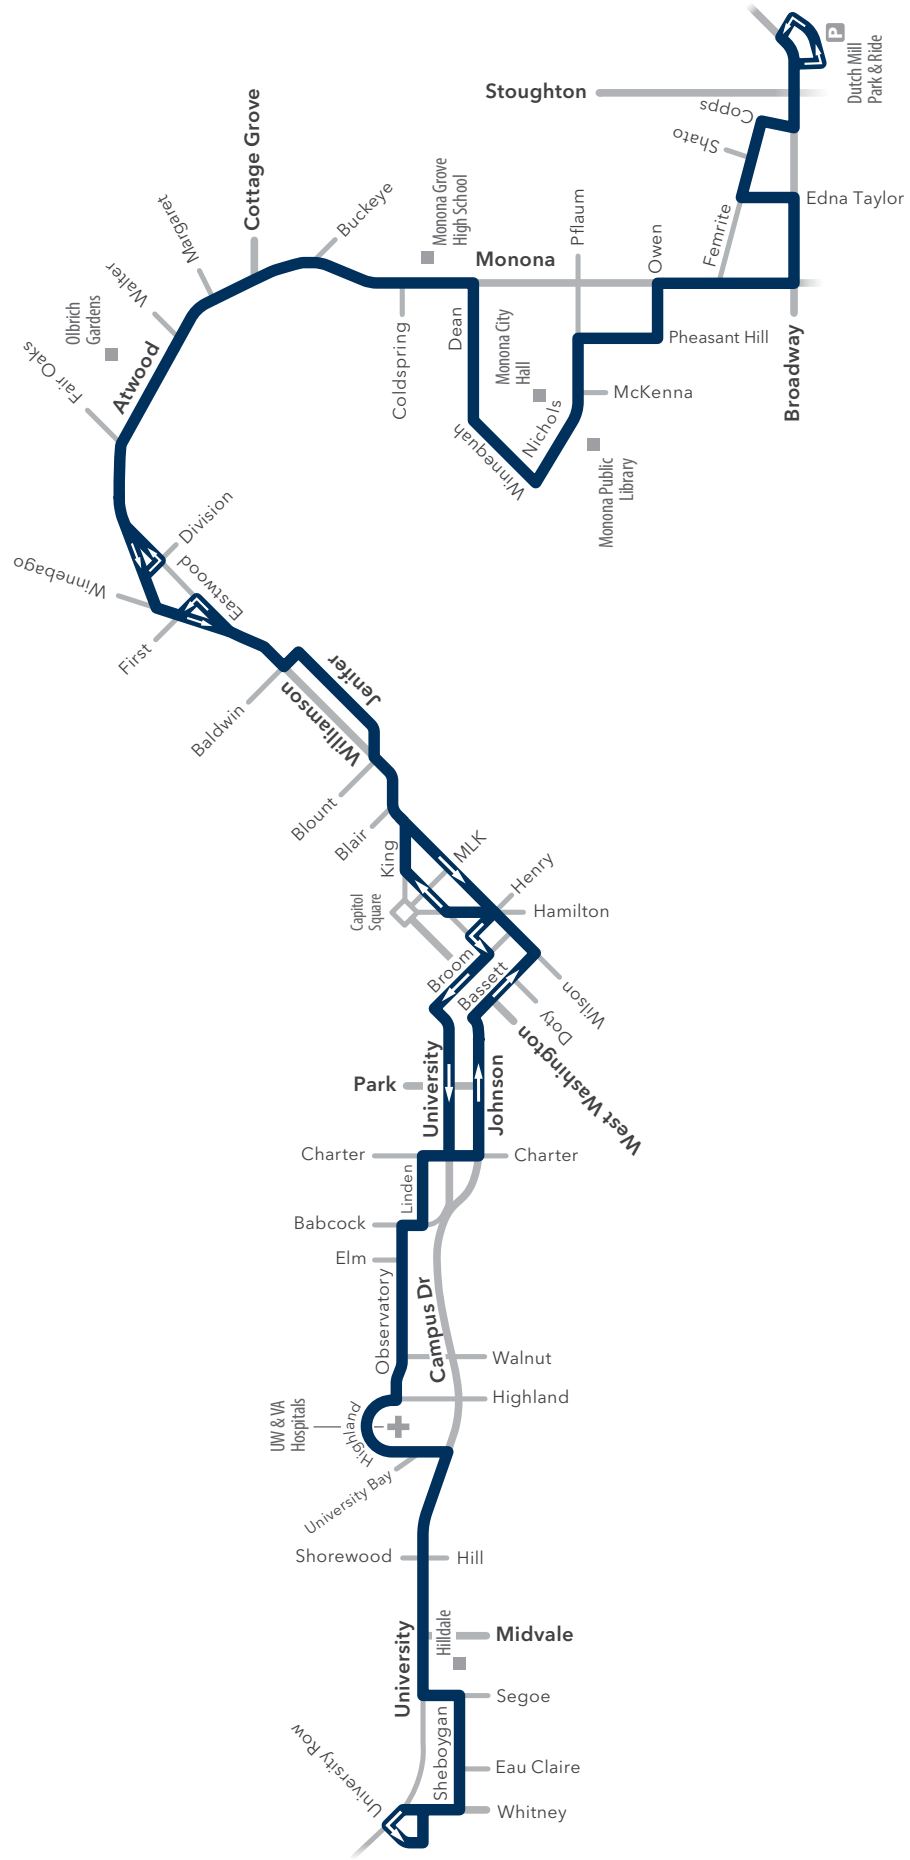 P
Dutch Mill
Park & Ride
Stoughton
Copps
Shato
Edna Taylor
Femrite
Cottage Grove
Buckeye
Monona Grove
High School
Margaret
Walter
Pflaum
Owen
Monona
Olbrich
Gardens
Fair Oaks
Atwood
Coldspring
Dean
Monona City
Hall
Pheasant Hill
Broadway
McKenna
Nichols
Winnequah
Monona Public
Library
Division
Winnebago
Eastwood
First
Jenifer
Williamson
Baldwin
Blount
Blair
King
MLK
Henry
Capitol
Square
Hamilton
Broom
Bassett
Wilson
Doty
West Washington
University
Johnson
Park
Charter
Charter
Linden
Babcock
Elm
Observatory
Campus Dr
Walnut
Highland
UW & VA
Hospitals
Highland
University Bay
Shorewood
Hill
Hilldale
Midvale
University
Segoe
Sheboygan
University Row
Eau Claire
Whitney